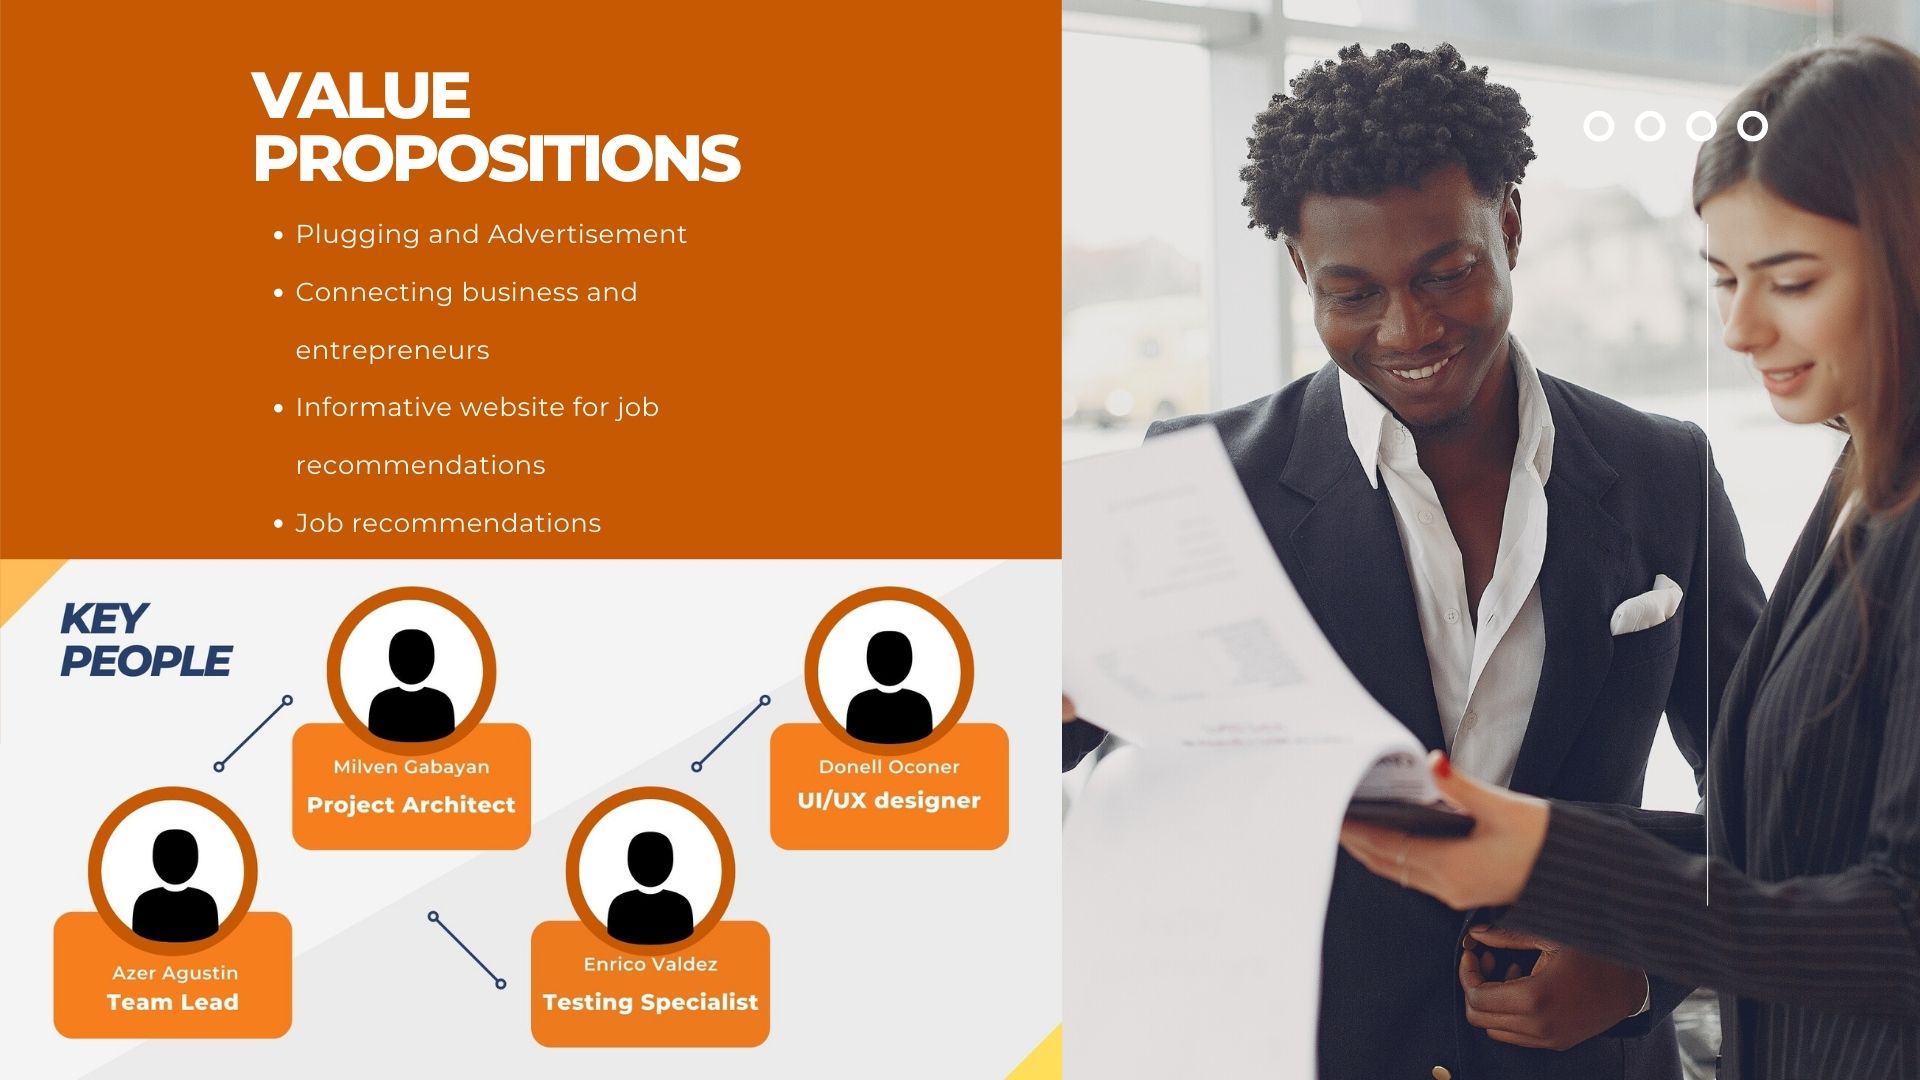 VALUE
PROPOSITIONS
• Plugging and Advertisement
• Connecting business and
entrepreneurs
• Informative website for job
recommendations
• Job recommendations
KEY
PEOPLE
Milven Gabayan
Project Architect
Donell Oconer
UI/UX designer
Azer Agustin
Team Lead
Enrico Valdez
Testing Specialist